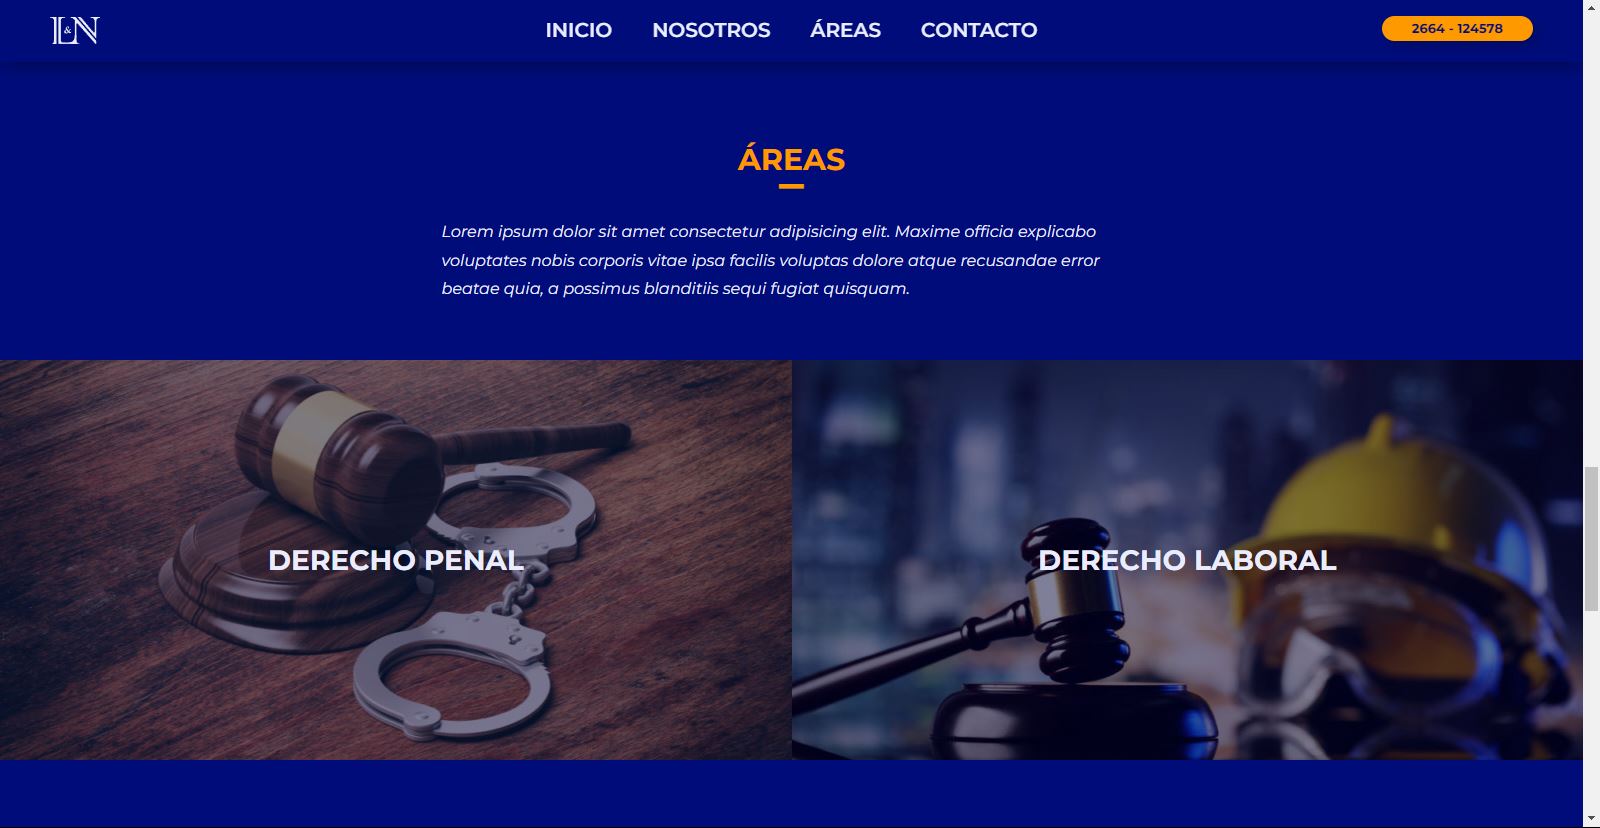 L&N
INICIO NOSOTROS ÁREAS CONTACTO
2664 - 124578
ÁREAS
Lorem ipsum dolor sit amet consectetur adipisicing elit. Maxime officia explicabo
voluptates nobis corporis vitae ipsa facilis voluptas dolore atque recusandae error
beatae quia, a possimus blanditiis sequi fugiat quisquam.
DERECHO PENAL
DERECHO LABORAL